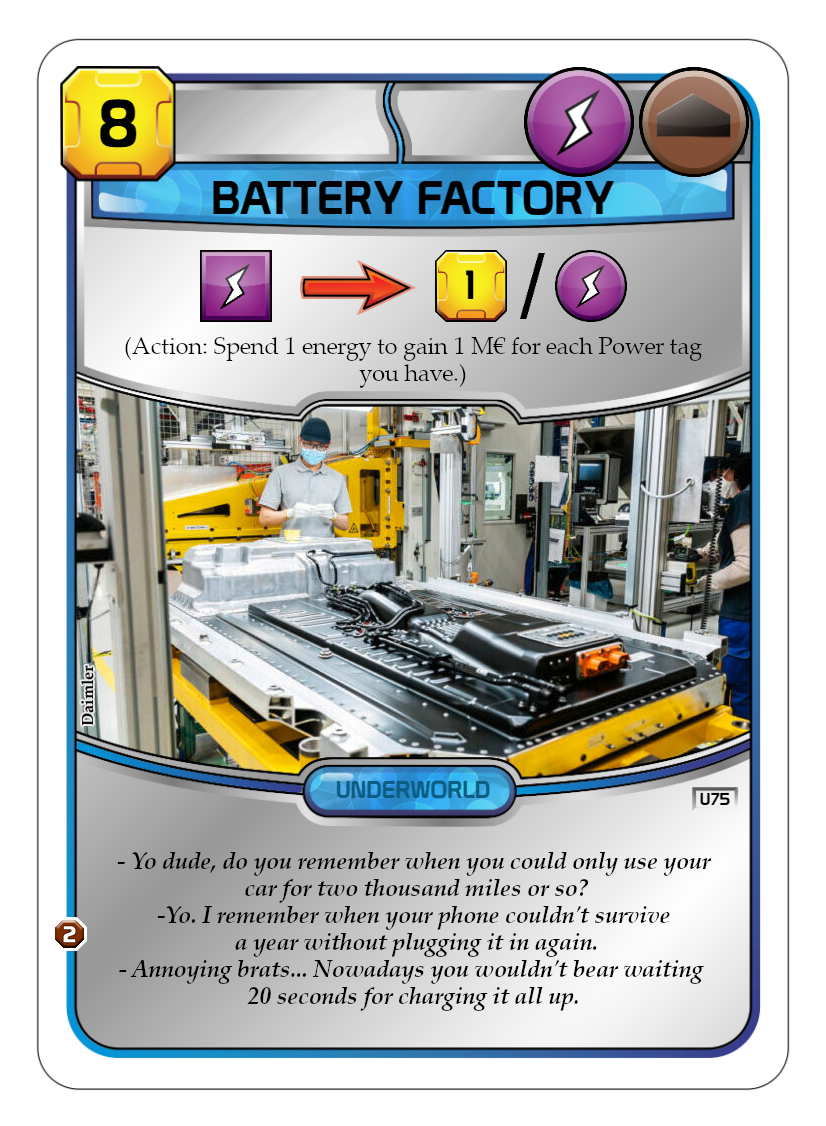 8
BATTERY FACTORY
1 /
(Action: Spend 1 energy to gain 1 M€ for each Power tag
you have.)
Daimler
UNDERWORLD
U75
- Yo dude, do you remember when you could only use your
car for two thousand miles or so?
-Yo. I remember when your phone couldn't survive
a year without plugging it in again.
2
- Annoying brats... Nowadays you wouldn't bear waiting
20 seconds for charging it all up.